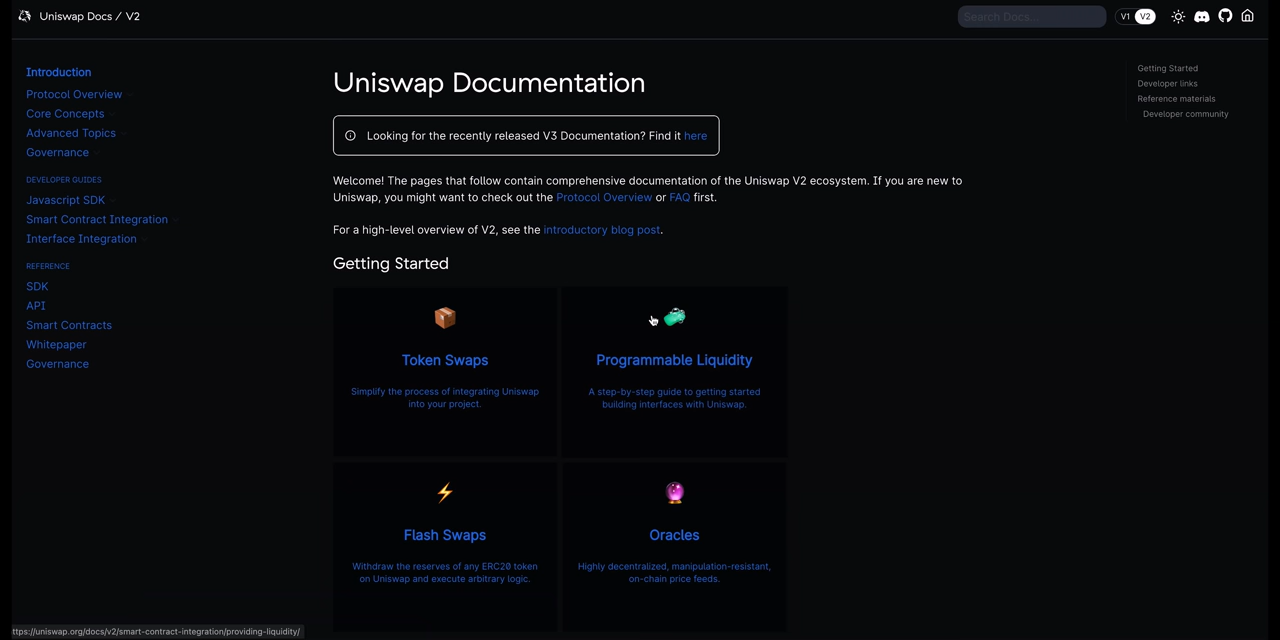 Uniswap Docs / V2
Search Docs...
V1 V2
Introduction
Protocol Overview
Core Concepts
Advanced Topics
Governance
DEVELOPER GUIDES
Javascript SDK
Smart Contract Integration
Interface Integration
REFERENCE
SDK
API
Smart Contracts
Whitepaper
Governance
Uniswap Documentation
Looking for the recently released V3 Documentation? Find it here
Welcome! The pages that follow contain comprehensive documentation of the Uniswap V2 ecosystem. If you are new to
Uniswap, you might want to check out the Protocol Overview or FAQ first.
For a high-level overview of V2, see the introductory blog post.
Getting Started
Token Swaps
Simplify the process of integrating Uniswap
into your project.
Programmable Liquidity
A step-by-step guide to getting started
building interfaces with Uniswap.
Flash Swaps
Withdraw the reserves of any ERC20 token
on Uniswap and execute arbitrary logic.
Oracles
Highly decentralized, manipulation-resistant,
on-chain price feeds.
Getting Started
Developer links
Reference materials
Developer community
ttps://uniswap.org/docs/v2/smart-contract-integration/providing-liquidity/